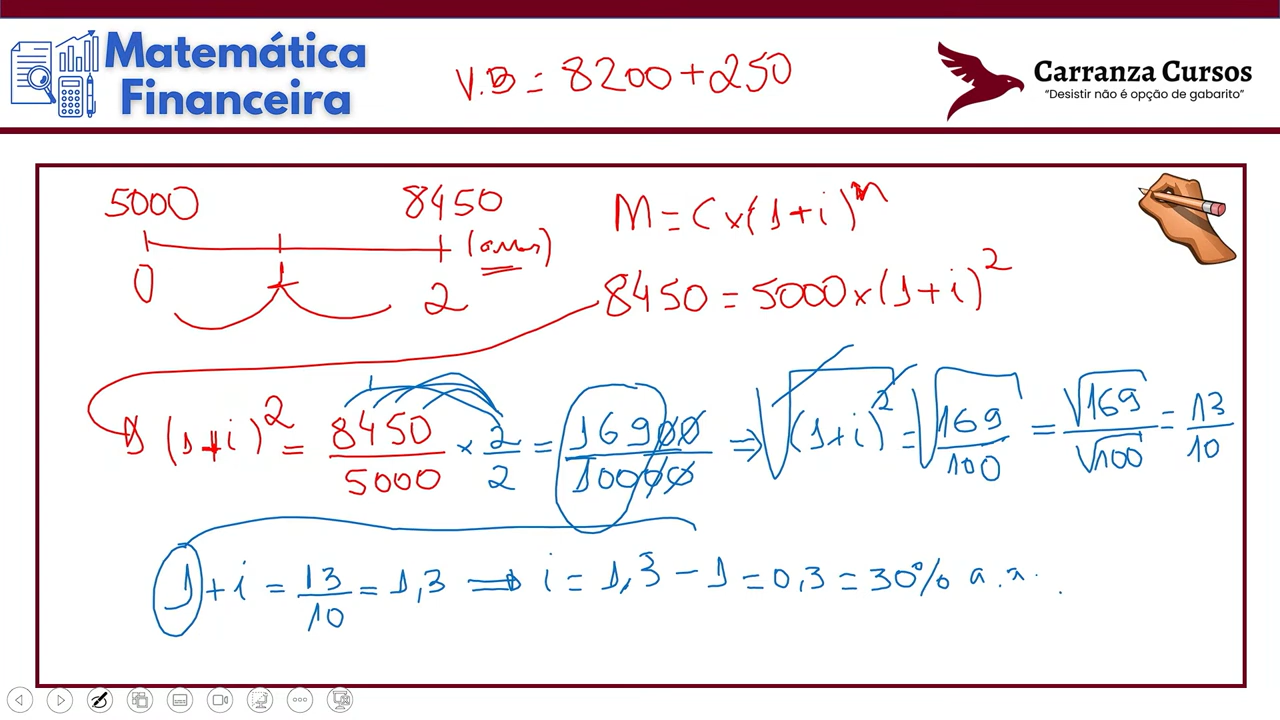 Matemática
Financeira
V.B = 8200 + 250
Carranza Cursos
“Desistir não é opção de gabarito”
5000 8450 (anos)
0 1 2
M = C x (1 + i)^n
8450 = 5000 x (1 + i)^2
(1 + i)^2 = 8450/5000 x 2/2 = 16900/10000 ⇒ √(1 + i)^2 = √169/100 = √169/√100 = 13/10
1 + i = 13/10 = 1,3 ⇒ i = 1,3 - 1 = 0,3 = 30% a.a.